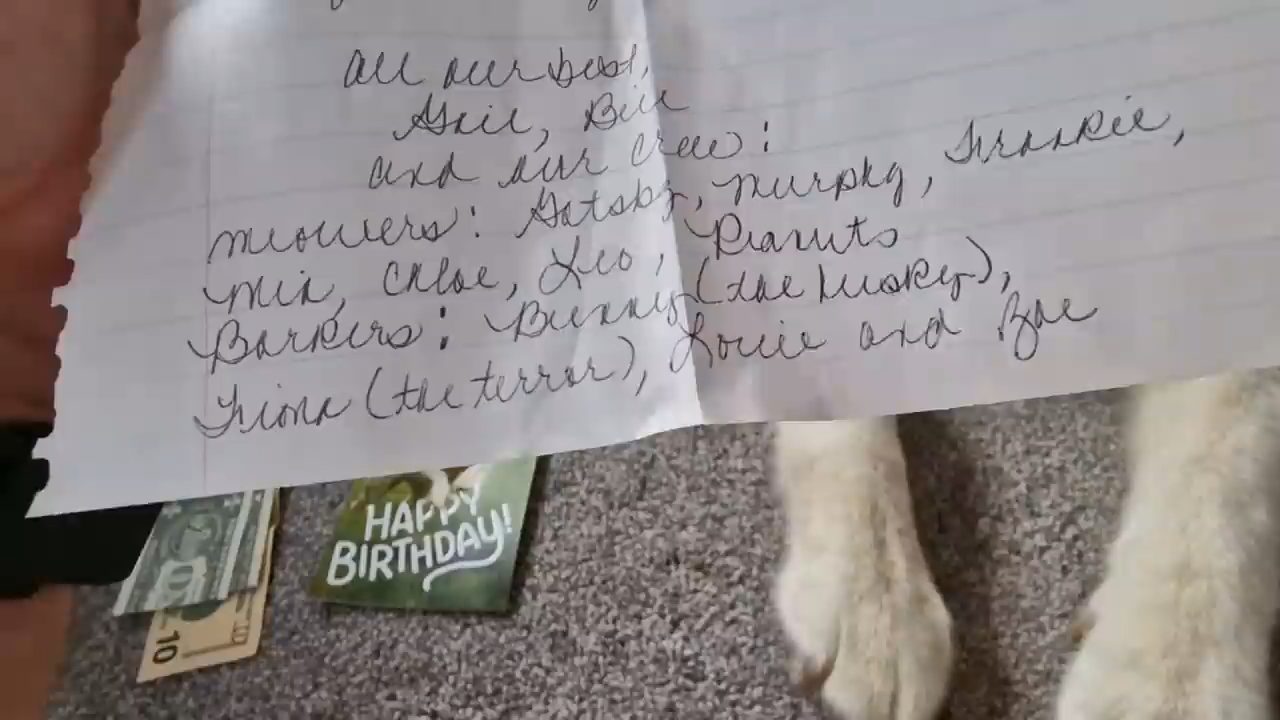 all our best,
Gail, Bill
and our crew:
meowers: Gatsby, Murphy, Frankie,
Mia, Chloe, Leo, Peanuts
Barkers: Bunny (the husky),
Fiona (the terror), Louie and Zoe
HAPPY
BIRTHDAY!
10